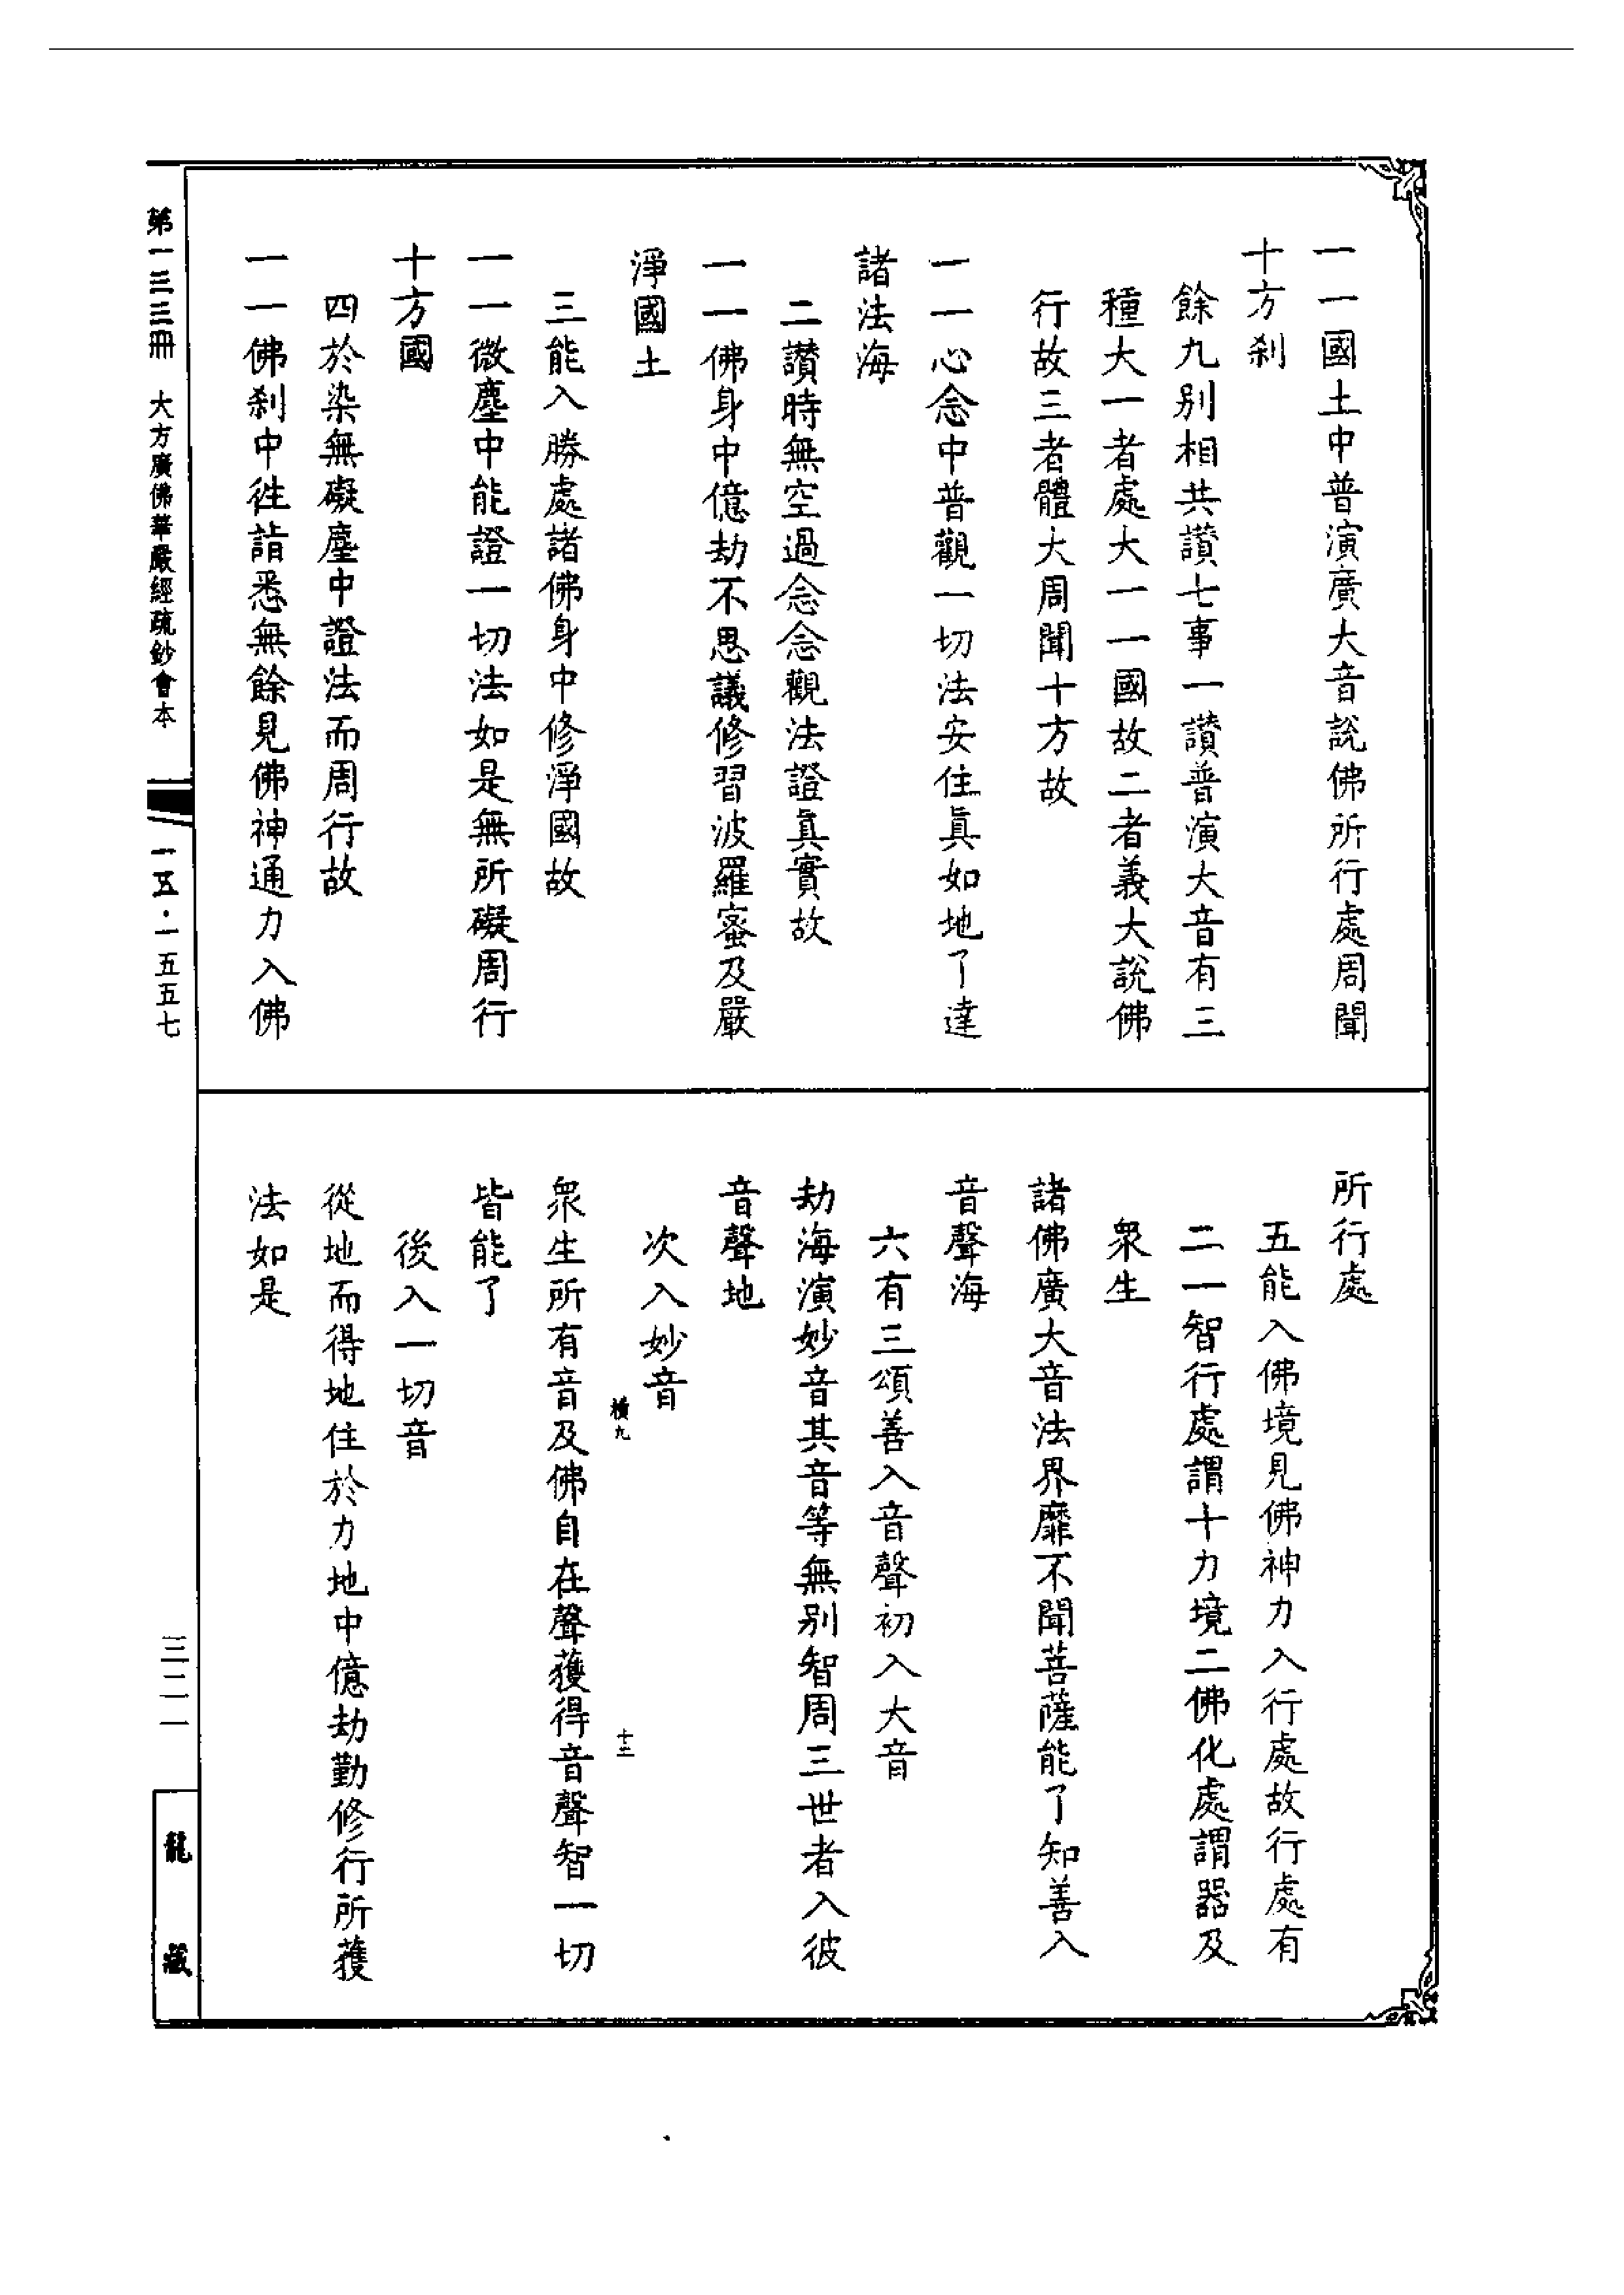 一一國土中普演廣大音說佛所行處周聞
十方刹
餘九別相共讚七事一讚普演大音有三
種大一者處大一一國故二者義大說佛
行故三者體大周聞十方故
一一心念中普觀一切法安住真如地了達
諸法海
二讚時無空過念念觀法證真實故
一一佛身中億劫不思議修習波羅蜜及嚴
淨國土
三能入勝處諸佛身中修淨國故
一一微塵中能證一切法如是無所礙周行
十方國
四於染無礙塵中證法而周行故
一一佛刹中徃詣悉無餘見佛神通力入佛
所行處
五能入佛境見佛神力入行處故行處有
二一智行處謂十力境二佛化處謂器及
衆生
諸佛廣大音法界靡不聞菩薩能了知善入
音聲海
六有三頌善入音聲初入大音
劫海演妙音其音等無別智周三世者入彼
音聲地
次入妙音
橫九
十三
衆生所有音及佛自在聲獲得音聲智一切
皆能了
後入一切音
從地而得地住於力地中億劫勤修行所獲
法如是
第一三三冊 大方廣佛華嚴經疏鈔會本 一五·一五五七
三二一
龍藏